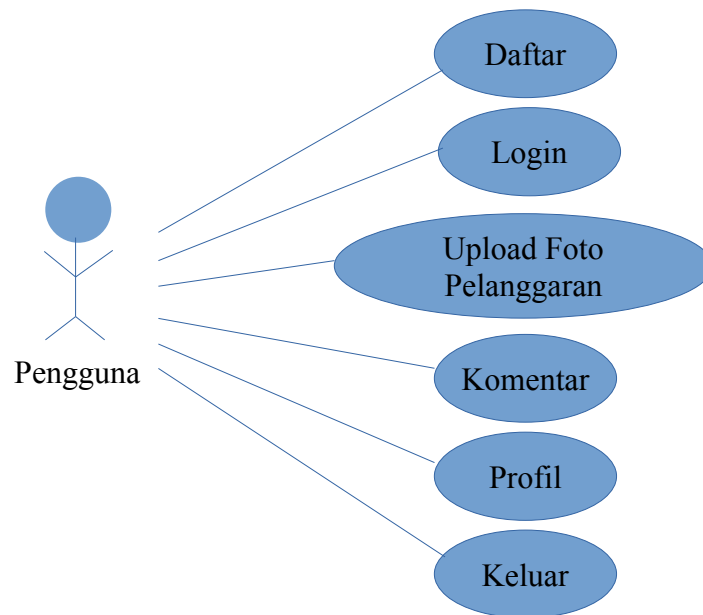 Daftar
Login
Upload Foto
Pelanggaran
Pengguna
Komentar
Profil
Keluar